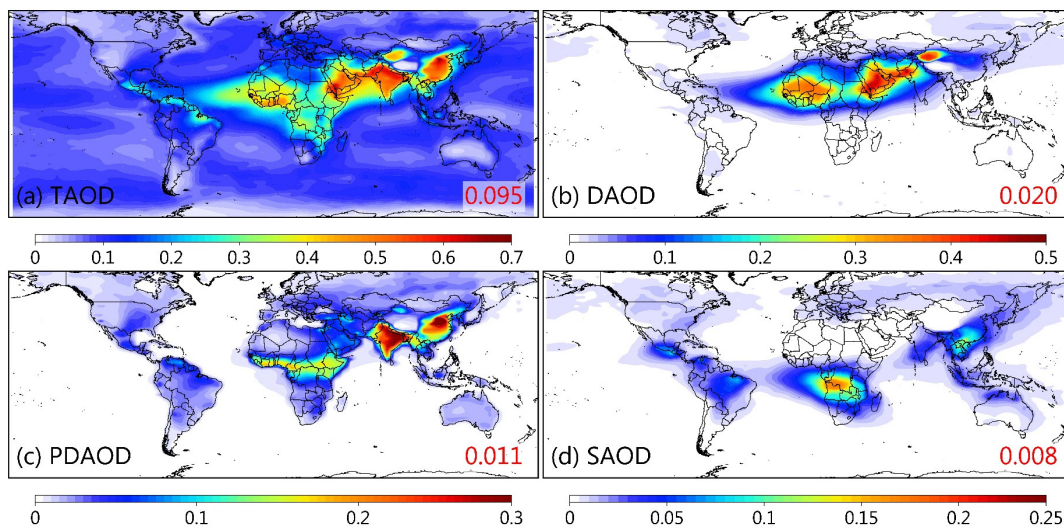 (a) TAOD 0.095
(b) DAOD 0.020
0 0.1 0.2 0.3 0.4 0.5 0.6 0.7
0 0.1 0.2 0.3 0.4 0.5
(c) PDAOD 0.011
(d) SAOD 0.008
0 0.1 0.2 0.3
0 0.05 0.1 0.15 0.2 0.25